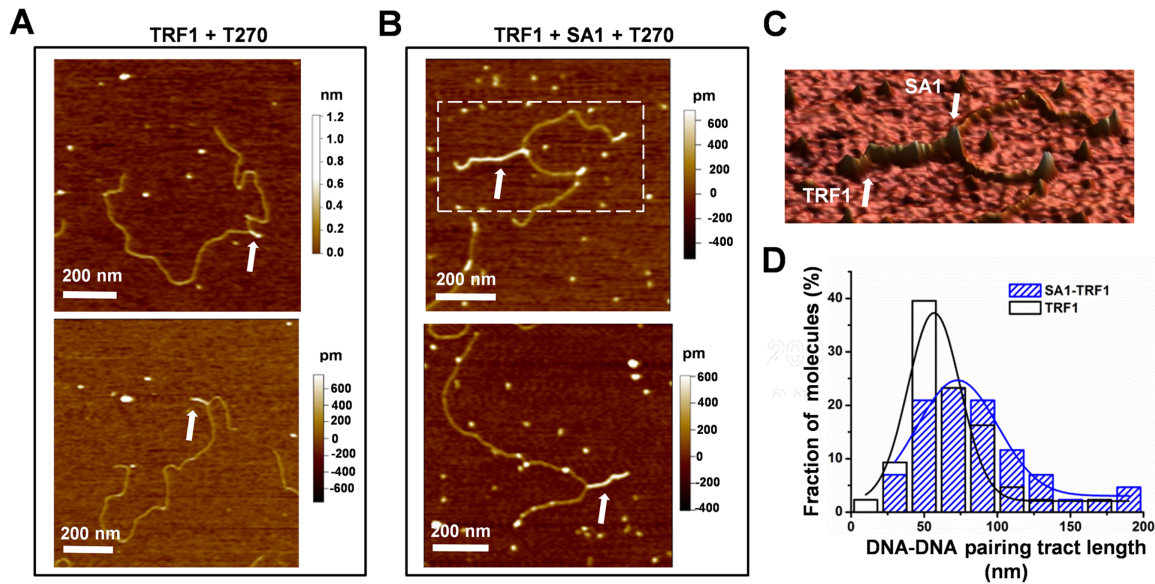 A
TRF1 + T270
nm
1.2
1.0
0.8
0.6
0.4
0.2
0.0
200 nm
pm
600
400
200
0
-200
-400
-600
200 nm
B
TRF1 + SA1 + T270
pm
600
400
200
0
-200
-400
200 nm
pm
600
400
200
0
-200
-400
200 nm
C
SA1
TRF1
D
Fraction of molecules (%)
40
30
20
10
0
SA1-TRF1
TRF1
0
50
100
150
200
DNA-DNA pairing tract length
(nm)